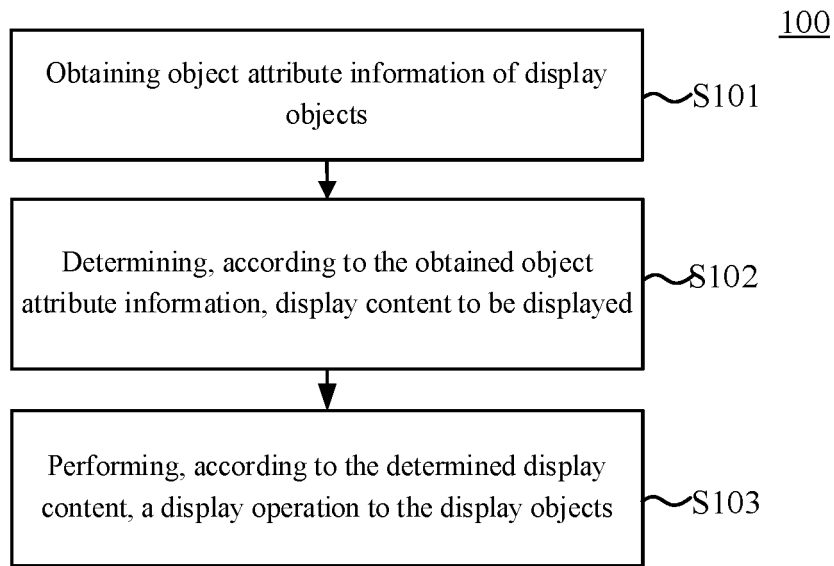 100
Obtaining object attribute information of display
objects
S101
Determining, according to the obtained object
attribute information, display content to be displayed
S102
Performing, according to the determined display
content, a display operation to the display objects
S103